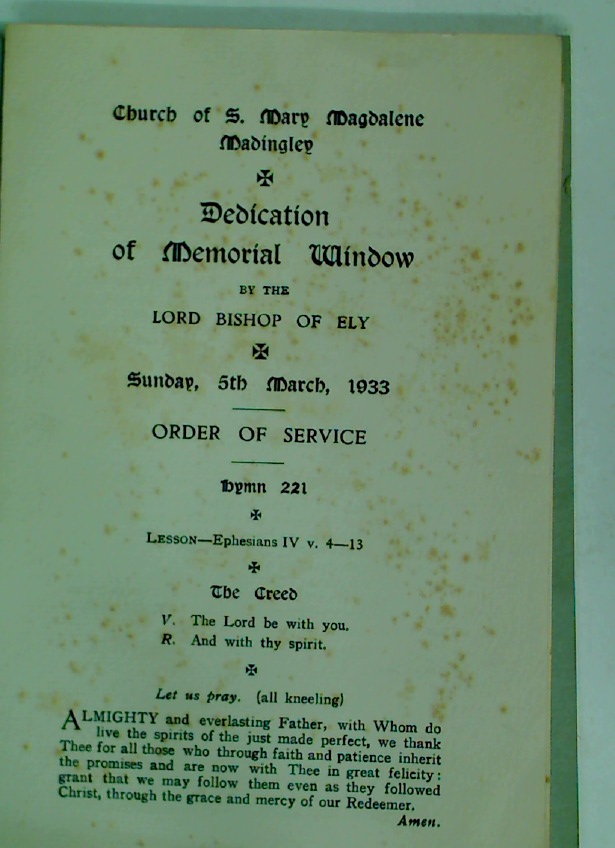 Church of S. Mary Magdalene
Madingley
✠
Dedication
of Memorial Window
BY THE
LORD BISHOP OF ELY
✠
Sunday, 5th March, 1933
ORDER OF SERVICE
Hymn 221
✠
LESSON—Ephesians IV v. 4—13
✠
The Creed
V. The Lord be with you.
R. And with thy spirit.
✠
Let us pray. (all kneeling)
ALMIGHTY and everlasting Father, with Whom do
live the spirits of the just made perfect, we thank
Thee for all those who through faith and patience inherit
the promises and are now with Thee in great felicity:
grant that we may follow them even as they followed
Christ, through the grace and mercy of our Redeemer.
Amen.